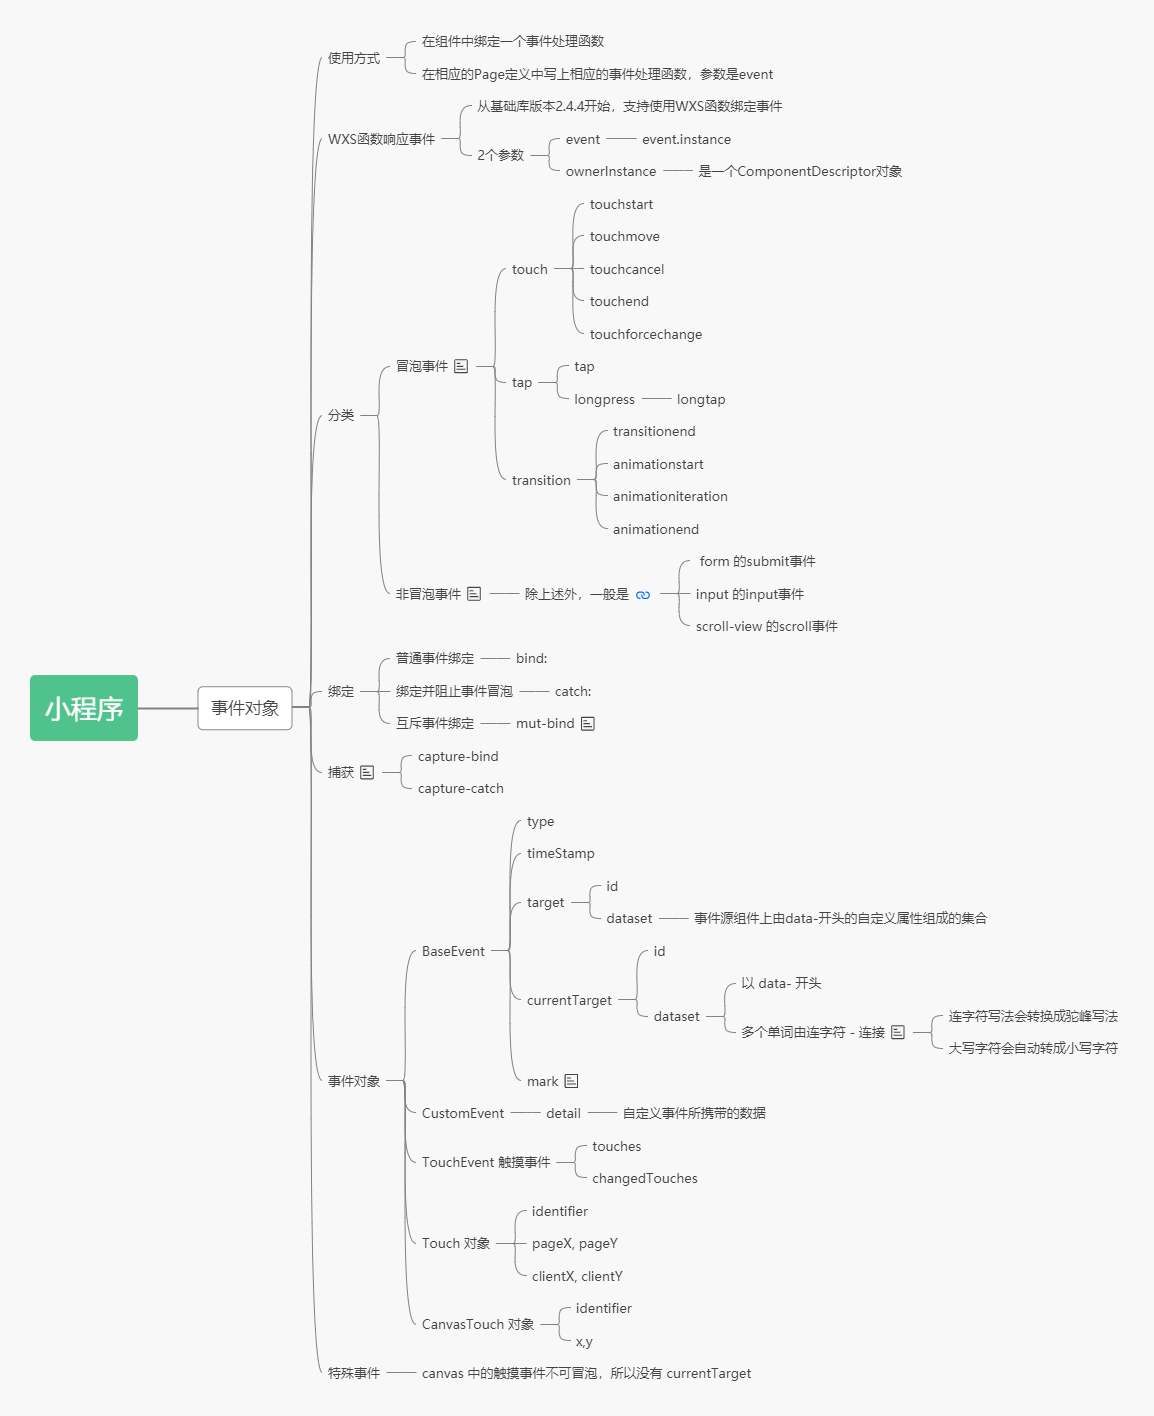 小程序
事件对象
使用方式
在组件中绑定一个事件处理函数
在相应的Page定义中写上相应的事件处理函数，参数是event
WXS函数响应事件
从基础库版本2.4.4开始，支持使用WXS函数绑定事件
2个参数
event
event.instance
ownerInstance
是一个ComponentDescriptor对象
分类
冒泡事件
touch
touchstart
touchmove
touchcancel
touchend
touchforcechange
tap
tap
longpress
longtap
transition
transitionend
animationstart
animationiteration
animationend
非冒泡事件
除上述外，一般是
form 的submit事件
input 的input事件
scroll-view 的scroll事件
绑定
普通事件绑定
bind:
绑定并阻止事件冒泡
catch:
互斥事件绑定
mut-bind
捕获
capture-bind
capture-catch
事件对象
BaseEvent
type
timeStamp
target
id
dataset
事件源组件上由data-开头的自定义属性组成的集合
currentTarget
id
dataset
以 data- 开头
多个单词由连字符 - 连接
连字符写法会转换成驼峰写法
大写字符会自动转成小写字符
mark
CustomEvent
detail
自定义事件所携带的数据
TouchEvent 触摸事件
touches
changedTouches
Touch 对象
identifier
pageX, pageY
clientX, clientY
CanvasTouch 对象
identifier
x,y
特殊事件
canvas 中的触摸事件不可冒泡，所以没有 currentTarget